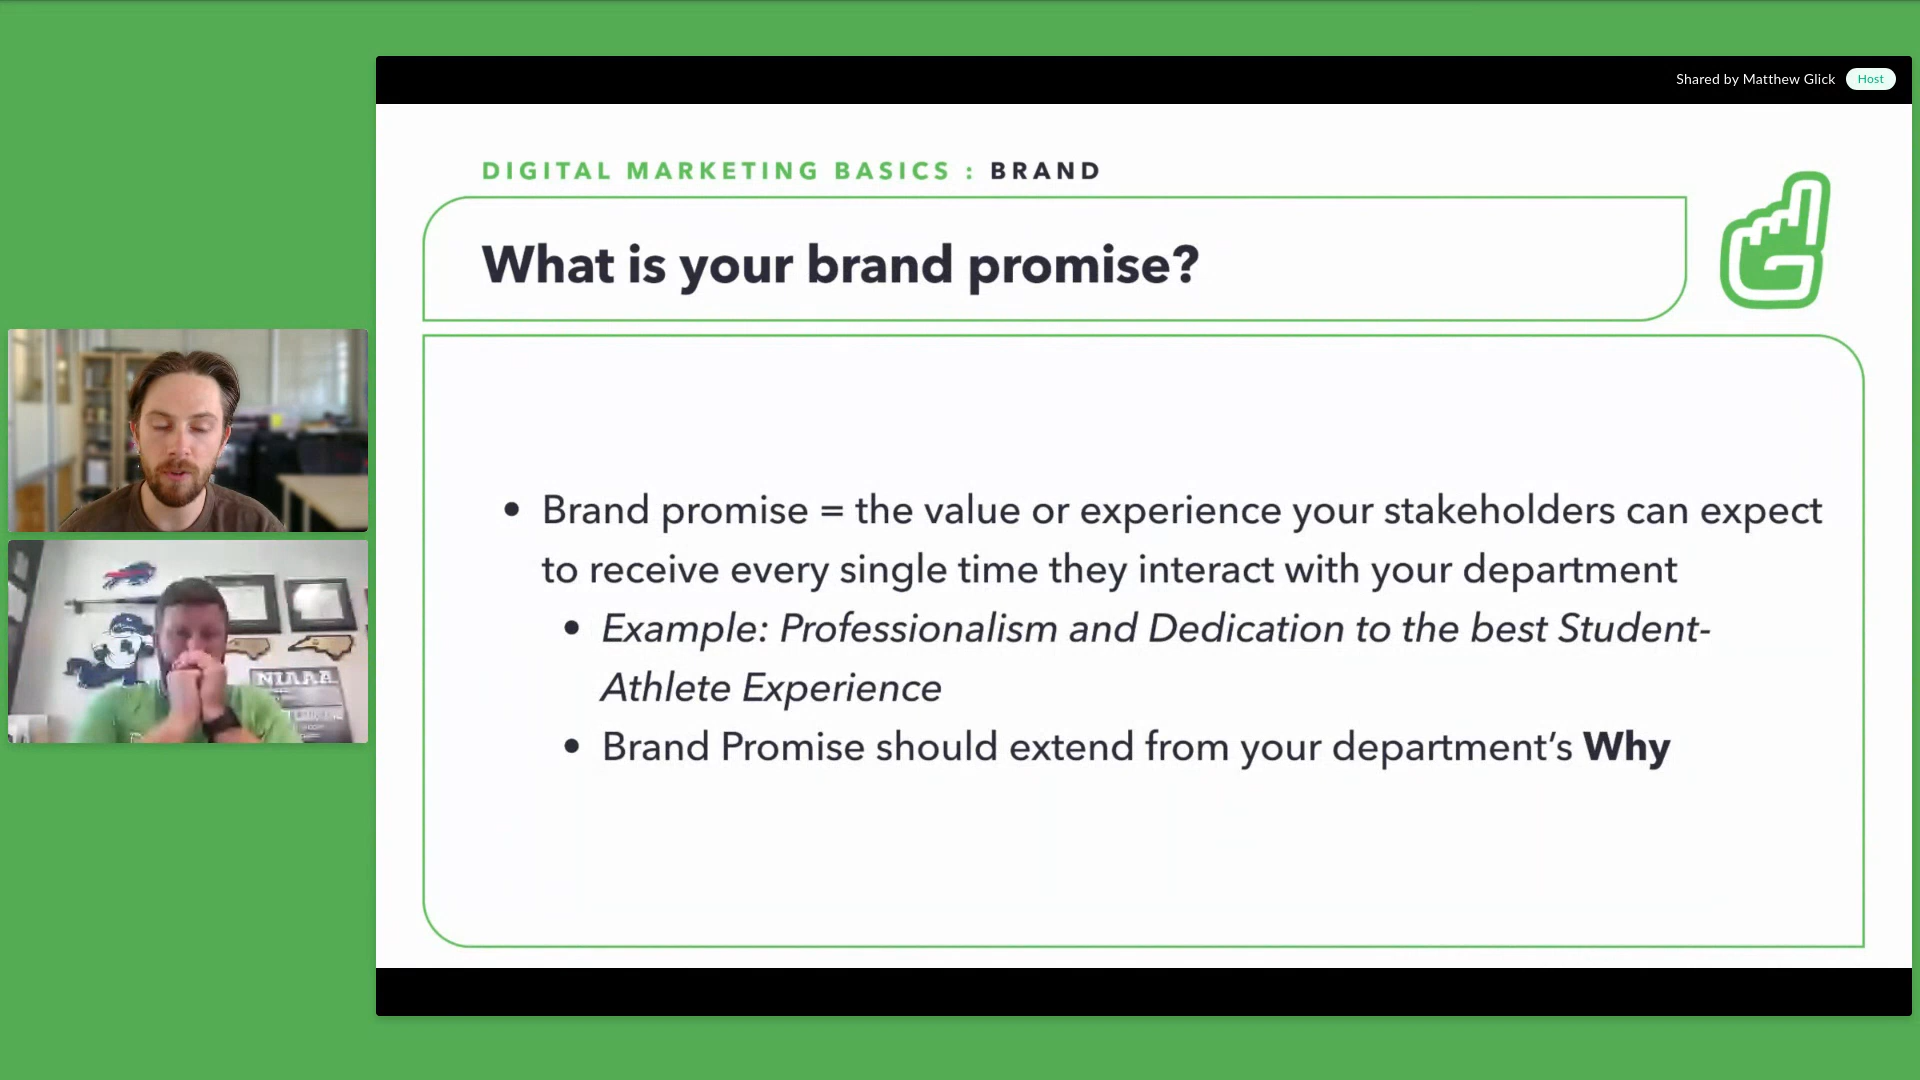 Shared by Matthew Glick Host
DIGITAL MARKETING BASICS : BRAND
What is your brand promise?
• Brand promise = the value or experience your stakeholders can expect
to receive every single time they interact with your department
• Example: Professionalism and Dedication to the best Student-
Athlete Experience
• Brand Promise should extend from your department’s Why
NIAAA